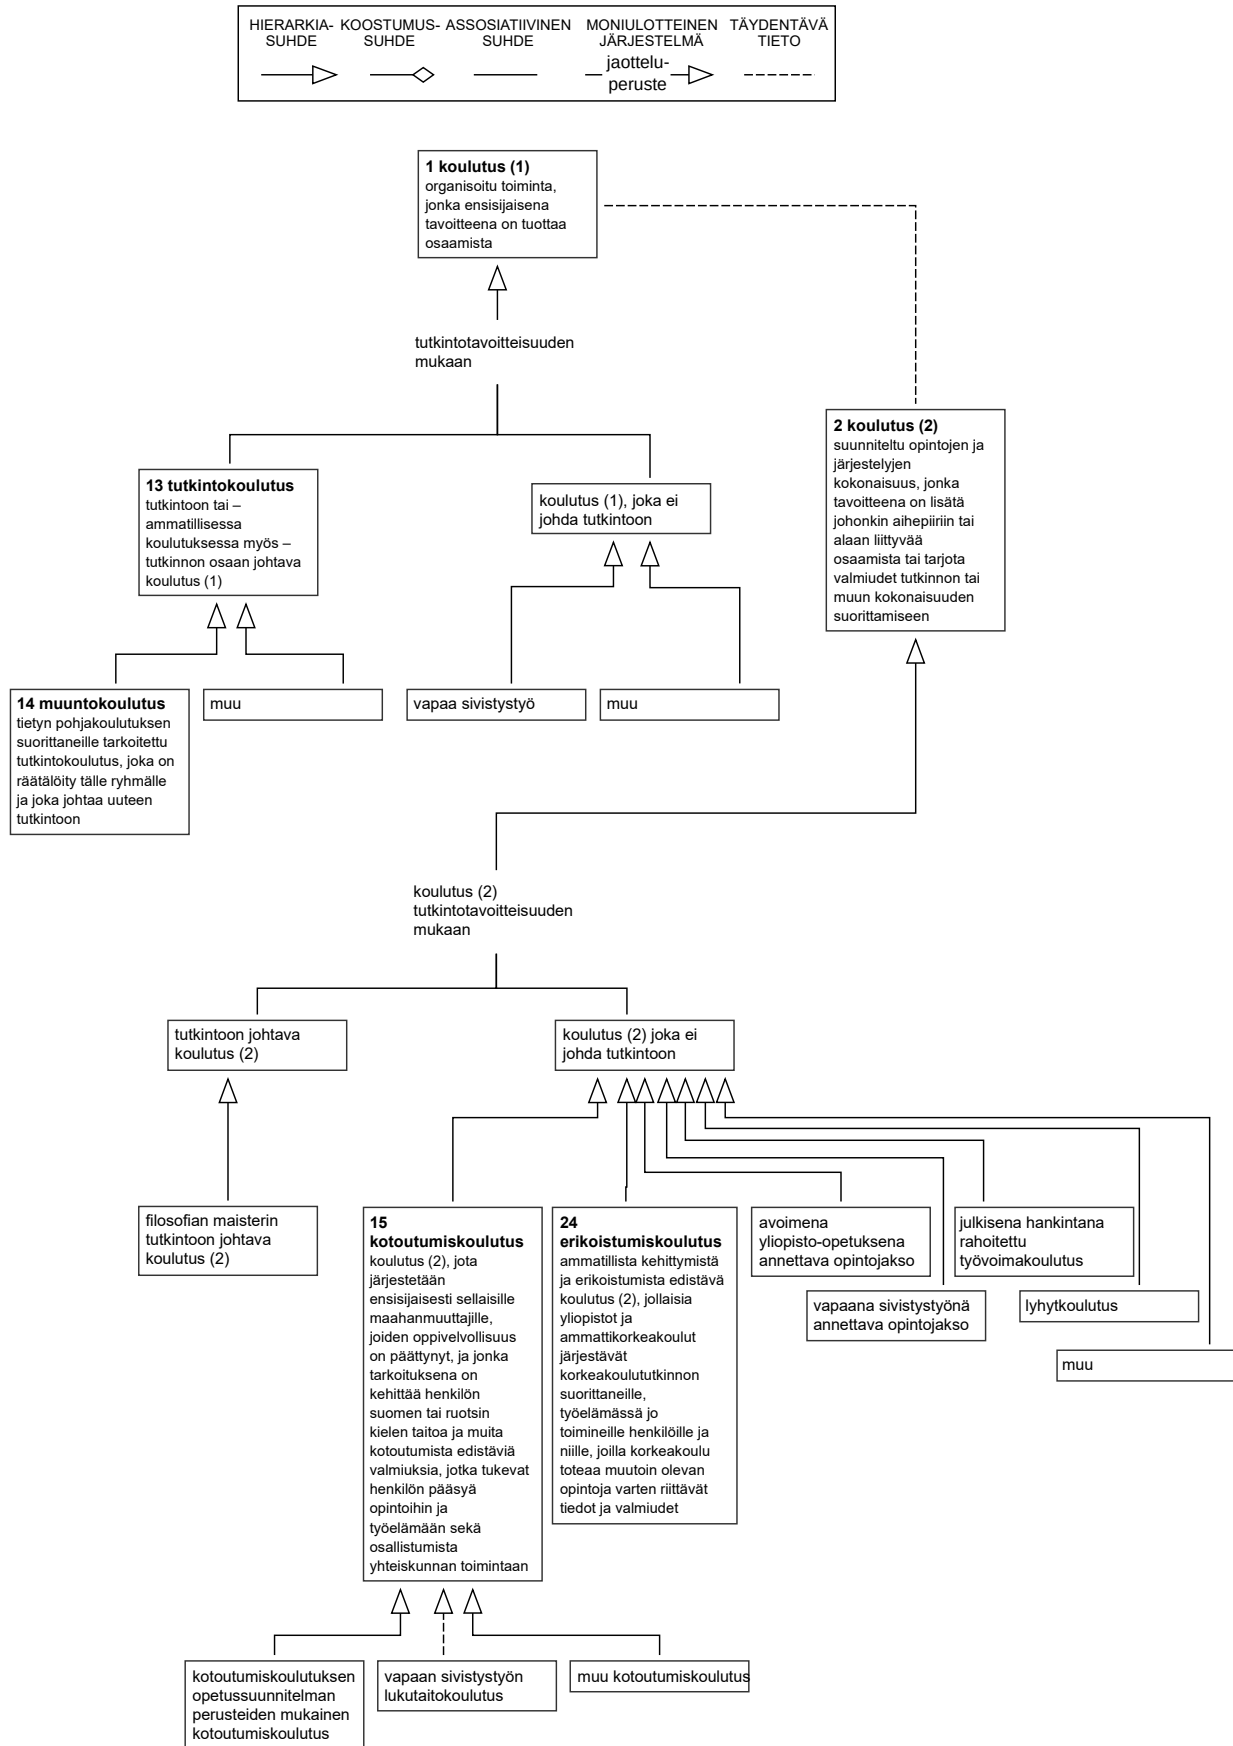 HIERARKIA-
SUHDE
KOOSTUMUS-
SUHDE
ASSOSIATIIVINEN
SUHDE
MONIULOTTEINEN
JÄRJESTELMÄ
jaottelu-
peruste
TÄYDENTÄVÄ
TIETO
1 koulutus (1)
organisoitu toiminta,
jonka ensisijaisena
tavoitteena on tuottaa
osaamista
tutkintotavoitteisuuden
mukaan
2 koulutus (2)
suunniteltu opintojen ja
järjestelyjen
kokonaisuus, jonka
tavoitteena on lisätä
johonkin aihepiiriin tai
alaan liittyvää
osaamista tai tarjota
valmiudet tutkinnon tai
muun kokonaisuuden
suorittamiseen
13 tutkintokoulutus
tutkintoon tai –
ammatillisessa
koulutuksessa myös –
tutkinnon osaan johtava
koulutus (1)
koulutus (1), joka ei
johda tutkintoon
14 muuntokoulutus
tietyn pohjakoulutuksen
suorittaneille tarkoitettu
tutkintokoulutus, joka on
räätälöity tälle ryhmälle
ja joka johtaa uuteen
tutkintoon
muu
vapaa sivistystyö
muu
koulutus (2)
tutkintotavoitteisuuden
mukaan
tutkintoon johtava
koulutus (2)
koulutus (2) joka ei
johda tutkintoon
filosofian maisterin
tutkintoon johtava
koulutus (2)
15
kotoutumiskoulutus
koulutus (2), jota
järjestetään
ensisijaisesti sellaisille
maahanmuuttajille,
joiden oppivelvollisuus
on päättynyt, ja jonka
tarkoituksena on
kehittää henkilön
suomen tai ruotsin
kielen taitoa ja muita
kotoutumista edistäviä
valmiuksia, jotka tukevat
henkilön pääsyä
opintoihin ja
työelämään sekä
osallistumista
yhteiskunnan toimintaan
24
erikoistumiskoulutus
ammatillista kehittymistä
ja erikoistumista edistävä
koulutus (2), jollaisia
yliopistot ja
ammattikorkeakoulut
järjestävät
korkeakoulututkinnon
suorittaneille,
työelämässä jo
toimineille henkilöille ja
niille, joilla korkeakoulu
toteaa muutoin olevan
opintoja varten riittävät
tiedot ja valmiudet
avoimena
yliopisto-opetuksena
annettava opintojakso
julkisena hankintana
rahoitettu
työvoimakoulutus
vapaana sivistystyönä
annettava opintojakso
lyhytkoulutus
muu
kotoutumiskoulutuksen
opetussuunnitelman
perusteiden mukainen
kotoutumiskoulutus
vapaan sivistystyön
lukutaitokoulutus
muu kotoutumiskoulutus